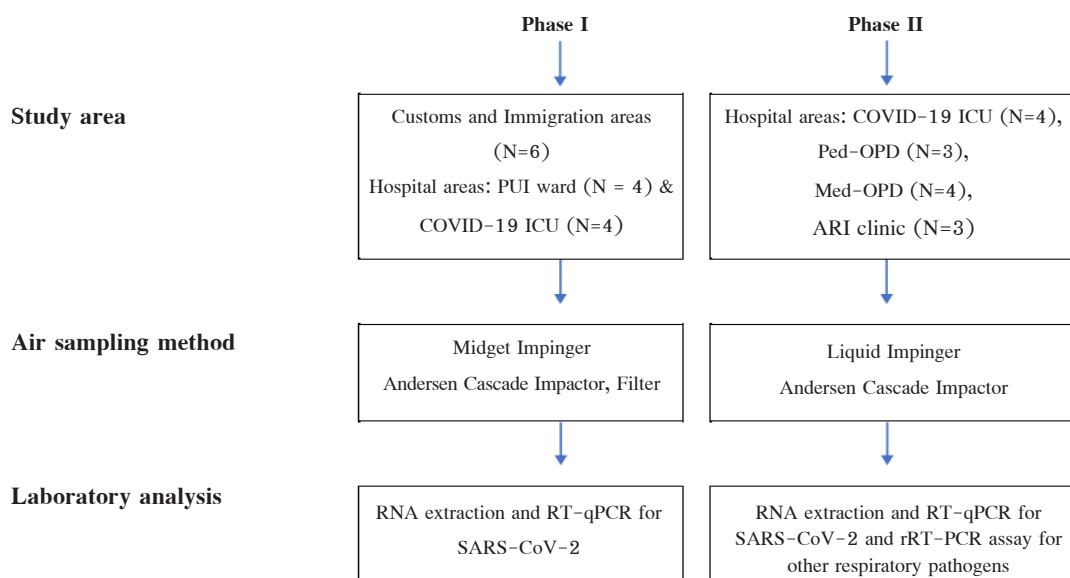 Phase I
Phase II
Study area
Customs and Immigration areas
(N=6)
Hospital areas: PUI ward (N = 4) &
COVID-19 ICU (N=4)
Hospital areas: COVID-19 ICU (N=4),
Ped-OPD (N=3),
Med-OPD (N=4),
ARI clinic (N=3)
Air sampling method
Midget Impinger
Andersen Cascade Impactor, Filter
Liquid Impinger
Andersen Cascade Impactor
Laboratory analysis
RNA extraction and RT-qPCR for
SARS-CoV-2
RNA extraction and RT-qPCR for
SARS-CoV-2 and rRT-PCR assay for
other respiratory pathogens